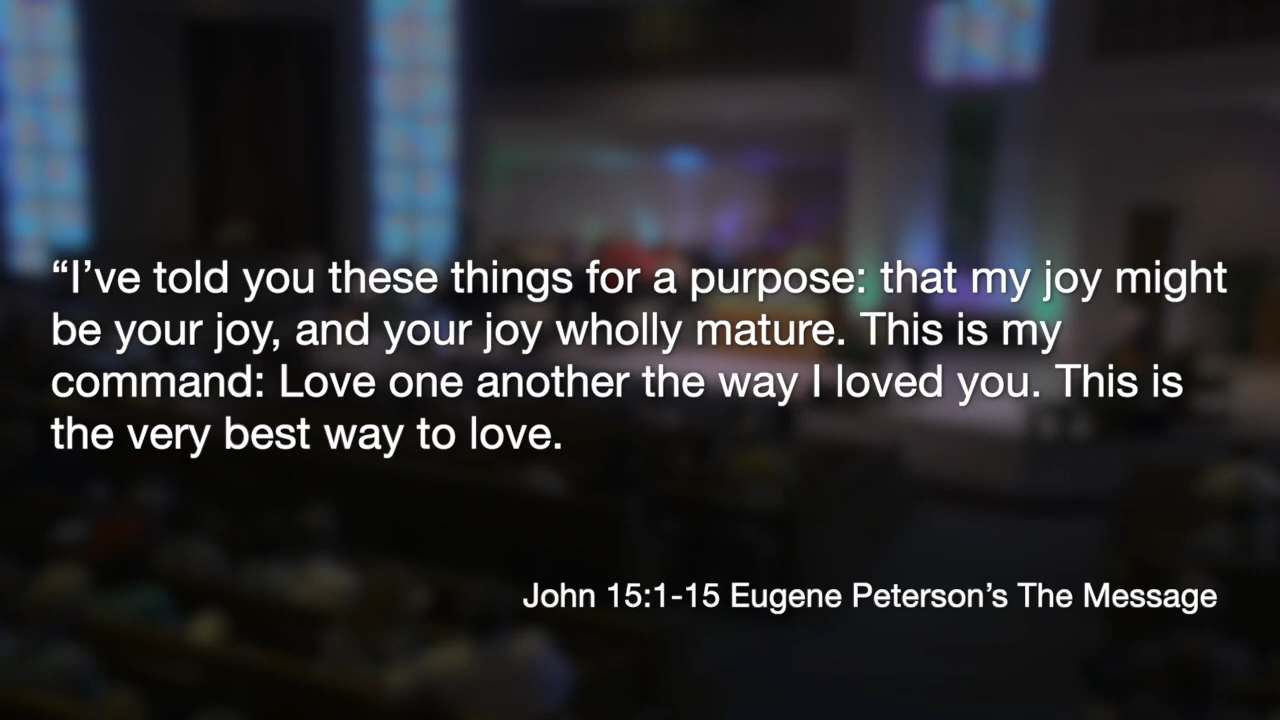 “I’ve told you these things for a purpose: that my joy might
be your joy, and your joy wholly mature. This is my
command: Love one another the way I loved you. This is
the very best way to love.
John 15:1-15 Eugene Peterson’s The Message